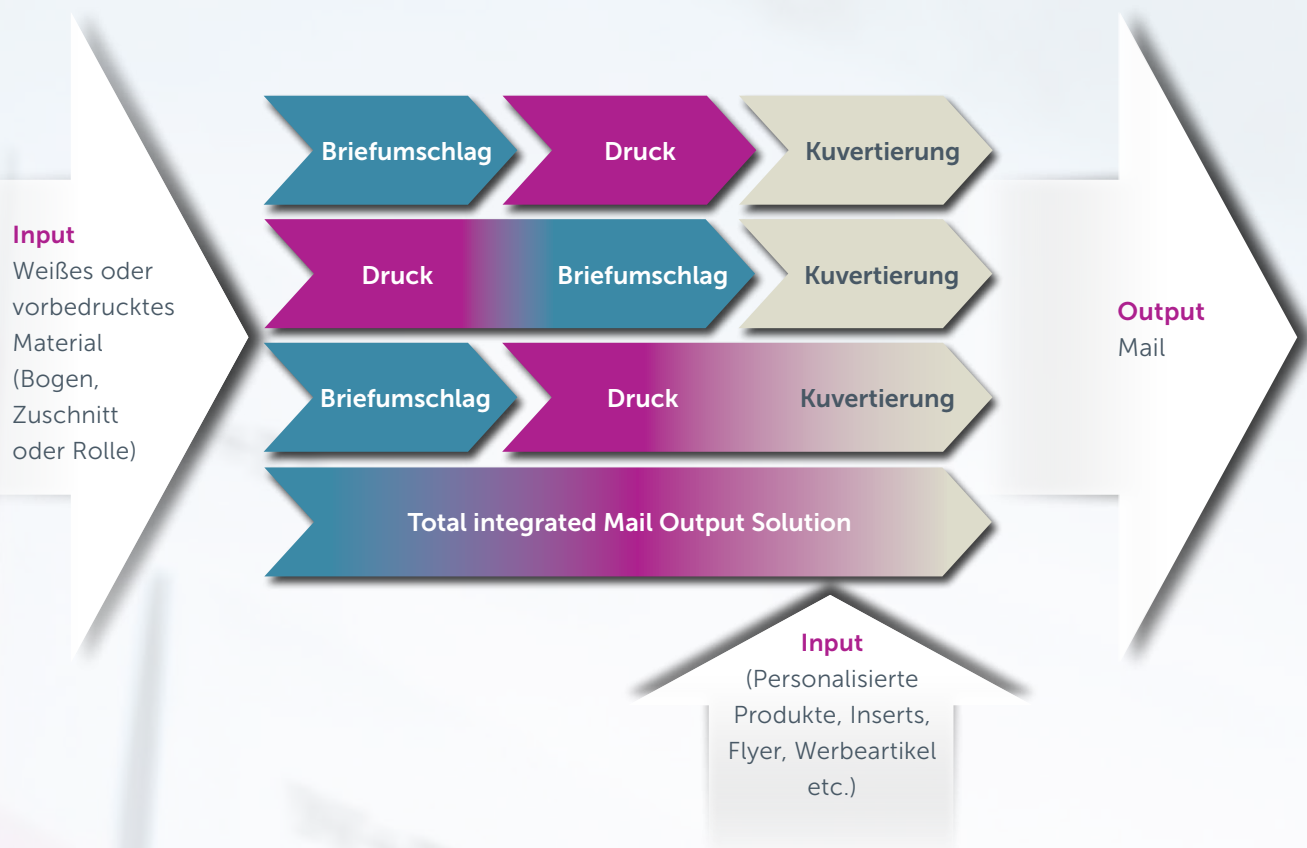 Input
Weißes oder
vorbedrucktes
Material
(Bogen,
Zuschnitt
oder Rolle)
Briefumschlag Druck Kuvertierung
Druck Briefumschlag Kuvertierung
Briefumschlag Druck Kuvertierung
Total integrated Mail Output Solution
Input
(Personalisierte
Produkte, Inserts,
Flyer, Werbeartikel
etc.)
Output
Mail